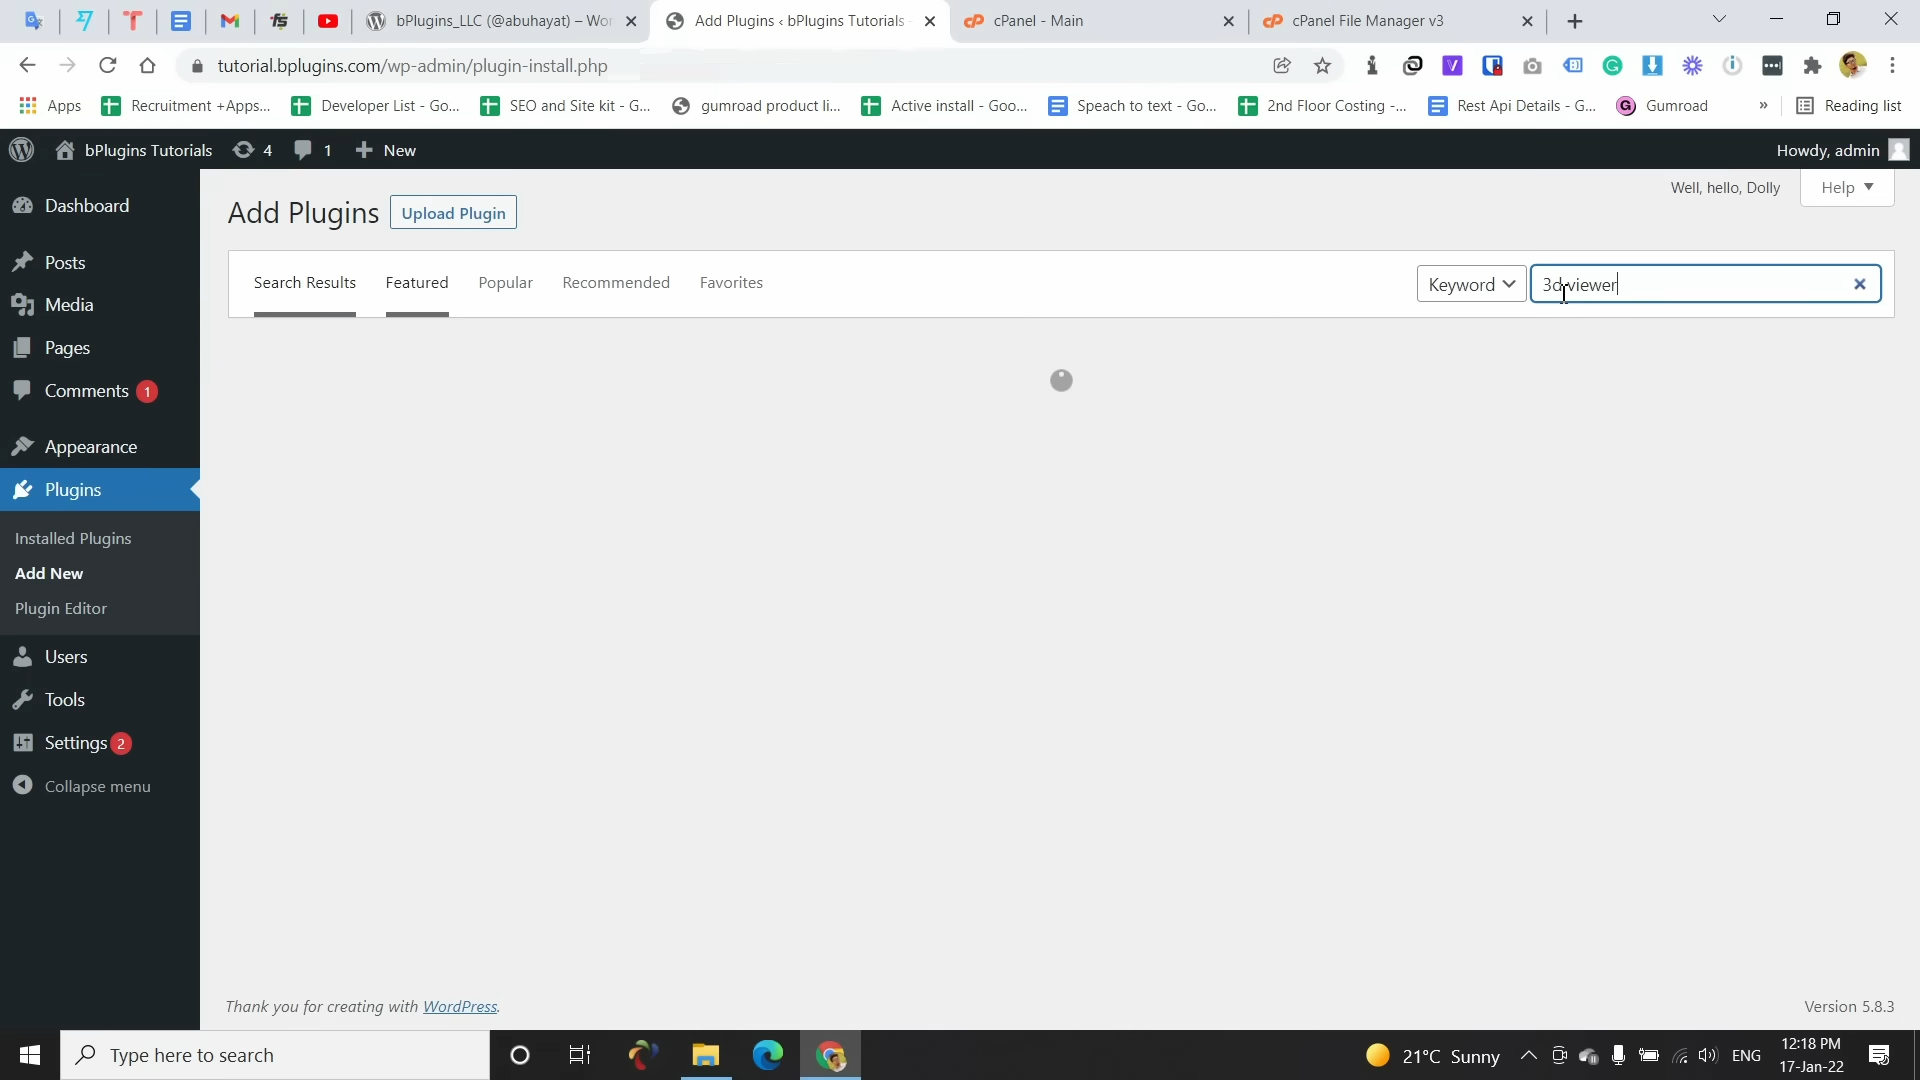 bPlugins_LLC (@abuhayat) – Wor
Add Plugins ‹ bPlugins Tutorials
cPanel - Main
cPanel File Manager v3
tutorial.bplugins.com/wp-admin/plugin-install.php
Apps
Recruitment +Apps...
Developer List - Go...
SEO and Site kit - G...
gumroad product li...
Active install - Goo...
Speach to text - Go...
2nd Floor Costing -...
Rest Api Details - G...
Gumroad
»
Reading list
bPlugins Tutorials
4
1
New
Howdy, admin
Dashboard
Posts
Media
Pages
Comments 1
Appearance
Plugins
Installed Plugins
Add New
Plugin Editor
Users
Tools
Settings 2
Collapse menu
Well, hello, Dolly
Help
Add Plugins
Upload Plugin
Search Results
Featured
Popular
Recommended
Favorites
Keyword
3d viewer
Thank you for creating with WordPress.
Version 5.8.3
Type here to search
21°C Sunny
ENG
12:18 PM
17-Jan-22